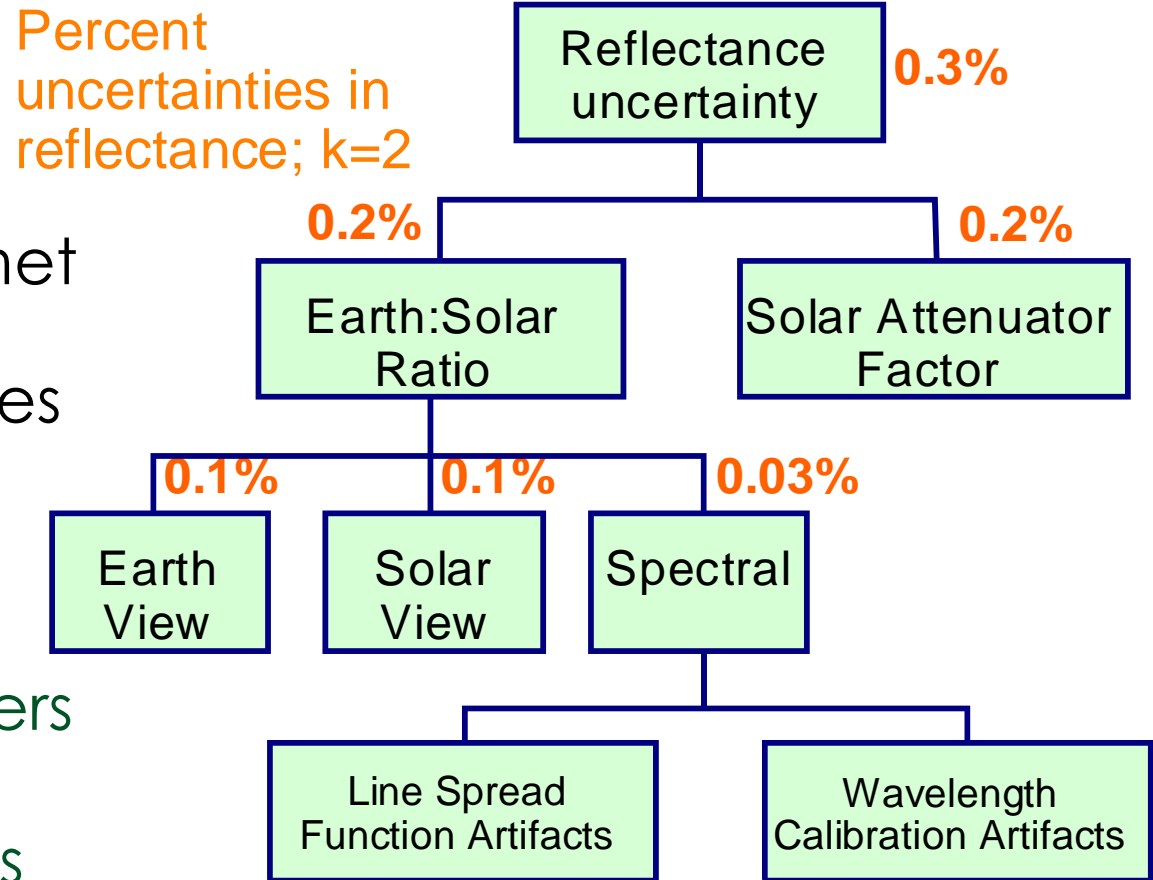 Percent
uncertainties in
reflectance; k=2
Reflectance
uncertainty
0.3%
0.2%
0.2%
Earth:Solar
Ratio
Solar Attenuator
Factor
0.1%
0.1%
0.03%
Earth
View
Solar
View
Spectral
Line Spread
Function Artifacts
Wavelength
Calibration Artifacts